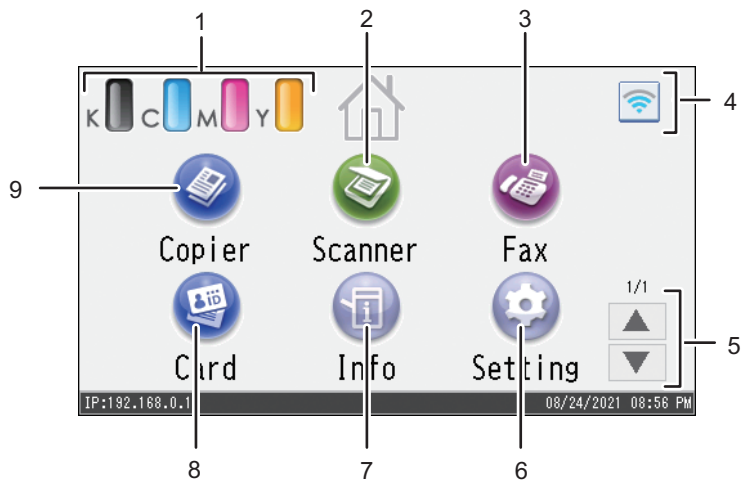 1 2 3
K C M Y
4
9
Copier Scanner Fax
ID
1/1
5
Card Info Setting
IP:192.168.0.1 08/24/2021 08:56 PM
8 7 6